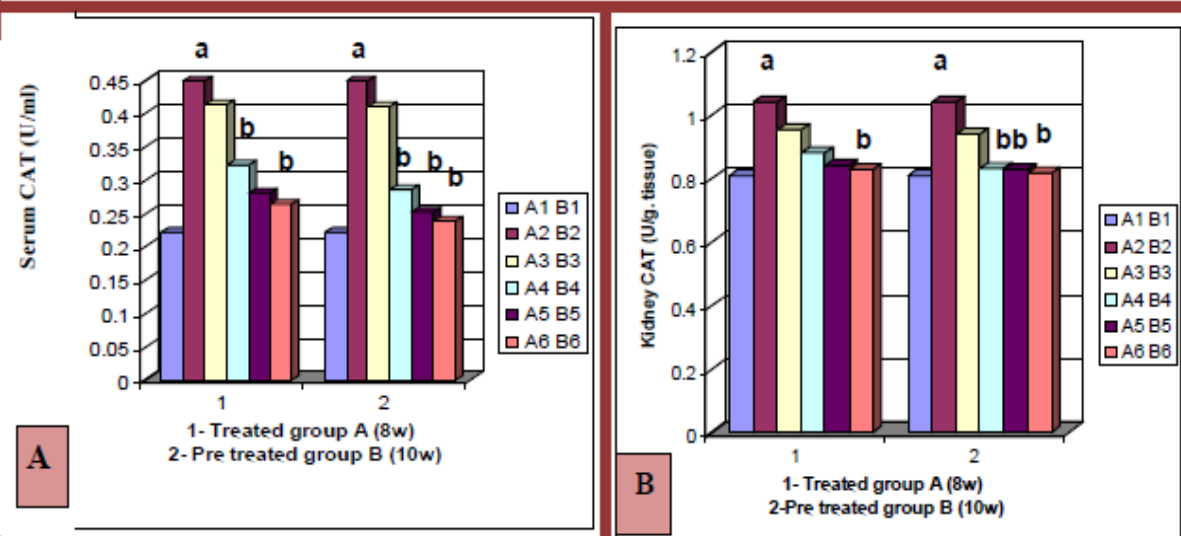 a
a
Serum CAT (U/ml)
0.45
0.4
0.35
0.3
0.25
0.2
0.15
0.1
0.05
0
b
b
b
b
b
A1 B1
A2 B2
A3 B3
A4 B4
A5 B5
A6 B6
1
2
1- Treated group A (8w)
2- Pre treated group B (10w)
A
a
a
Kidney CAT (U/g. tissue)
1.2
1
0.8
0.6
0.4
0.2
0
b
bb
b
A1 B1
A2 B2
A3 B3
A4 B4
A5 B5
A6 B6
1
2
1- Treated group A (8w)
2-Pre treated group B (10w)
B